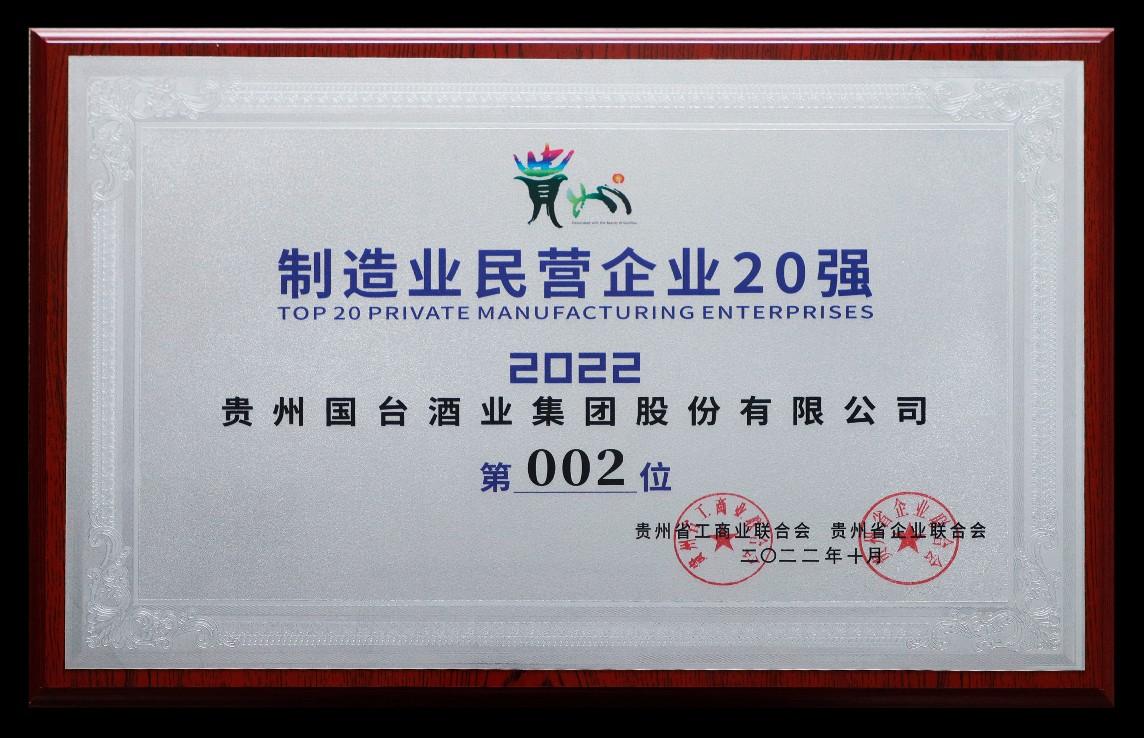 制造业民营企业20强
TOP 20 PRIVATE MANUFACTURING ENTERPRISES
2022
贵州国台酒业集团股份有限公司
第002位
贵州省工商业联合会 贵州省企业联合会
二〇二二年十月